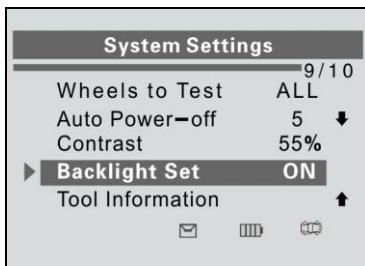 System Settings
9/10
Wheels to Test ALL
Auto Power-off 5
Contrast 55%
Backlight Set ON
Tool Information